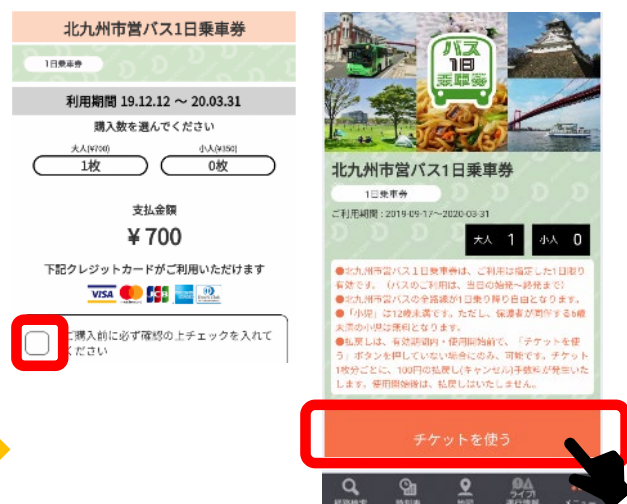 北九州市営バス1日乗車券
1日乗車券
利用期間 19.12.12 ～ 20.03.31
購入数を選んでください
大人(¥700)
小人(¥350)
1枚
0枚
支払金額
¥700
下記クレジットカードがご利用いただけます
VISA
JCB
ご購入前に必ず確認の上チェックを入れて
ください
バス
1日
乗車券
北九州市営バス1日乗車券
1日乗車券
ご利用期間 : 2019-09-17～2020-03-31
大人 1 小人 0
●北九州市営バス１日乗車券は、ご利用は指定した1日限り
有効です。（バスのご利用は、当日の始発～終発まで）
●北九州市営バスの全路線が1日乗り降り自由となります。
●「小児」は12歳未満です。ただし、保護者が同伴する6歳
未満の小児は無料となります。
●払戻しは、有効期間内・使用開始前で、「チケットを使
う」ボタンを押していない場合にのみ、可能です。チケット
1枚分ごとに、100円の払戻し(キャンセル)手数料が発生いた
します。使用開始後は、払戻しはいたしません。
チケットを使う